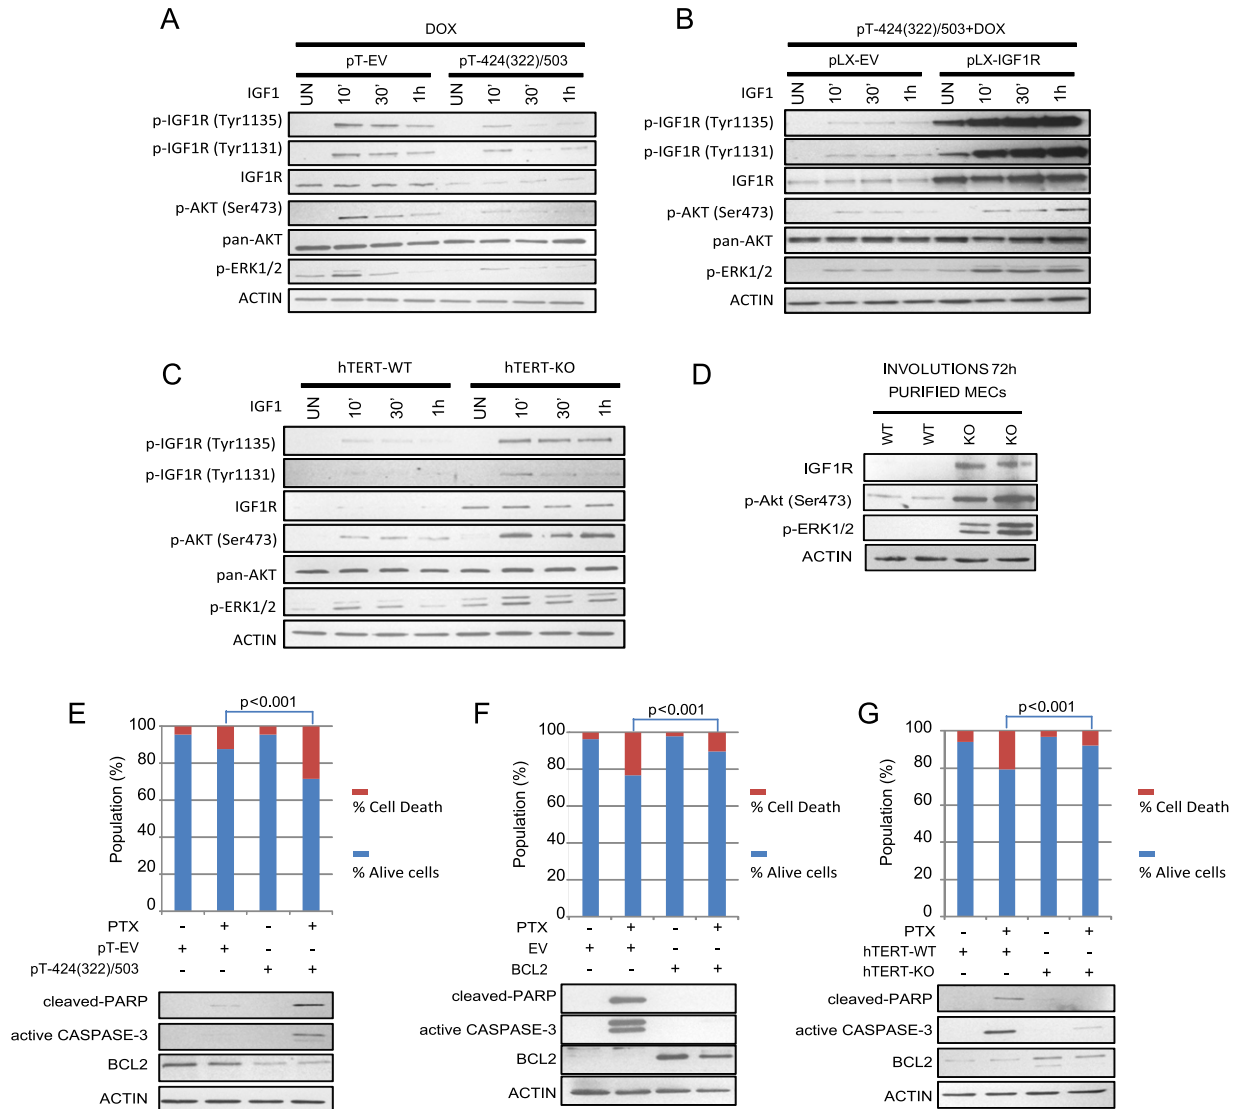 A
DOX
pT-EV pT-424(322)/503
IGF1 UN 10' 30' 1h UN 10' 30' 1h
p-IGF1R (Tyr1135)
p-IGF1R (Tyr1131)
IGF1R
p-AKT (Ser473)
pan-AKT
p-ERK1/2
ACTIN
B
pT-424(322)/503+DOX
pLX-EV pLX-IGF1R
IGF1 UN 10' 30' 1h UN 10' 30' 1h
p-IGF1R (Tyr1135)
p-IGF1R (Tyr1131)
IGF1R
p-AKT (Ser473)
pan-AKT
p-ERK1/2
ACTIN
C
hTERT-WT hTERT-KO
IGF1 UN 10' 30' 1h UN 10' 30' 1h
p-IGF1R (Tyr1135)
p-IGF1R (Tyr1131)
IGF1R
p-AKT (Ser473)
pan-AKT
p-ERK1/2
ACTIN
D
INVOLUTIONS 72h
PURIFIED MECs
WT WT KO KO
IGF1R
p-Akt (Ser473)
p-ERK1/2
ACTIN
E
p<0.001
Population (%)
100
80
60
40
20
0
% Cell Death
% Alive cells
PTX - + - +
pT-EV + + - -
pT-424(322)/503 - - + +
cleaved-PARP
active CASPASE-3
BCL2
ACTIN
F
p<0.001
Population (%)
100
80
60
40
20
0
% Cell Death
% Alive cells
PTX - + - +
EV + + - -
BCL2 - - + +
cleaved-PARP
active CASPASE-3
BCL2
ACTIN
G
p<0.001
Population (%)
100
80
60
40
20
0
% Cell Death
% Alive cells
PTX - + - +
hTERT-WT + + - -
hTERT-KO - - + +
cleaved-PARP
active CASPASE-3
BCL2
ACTIN